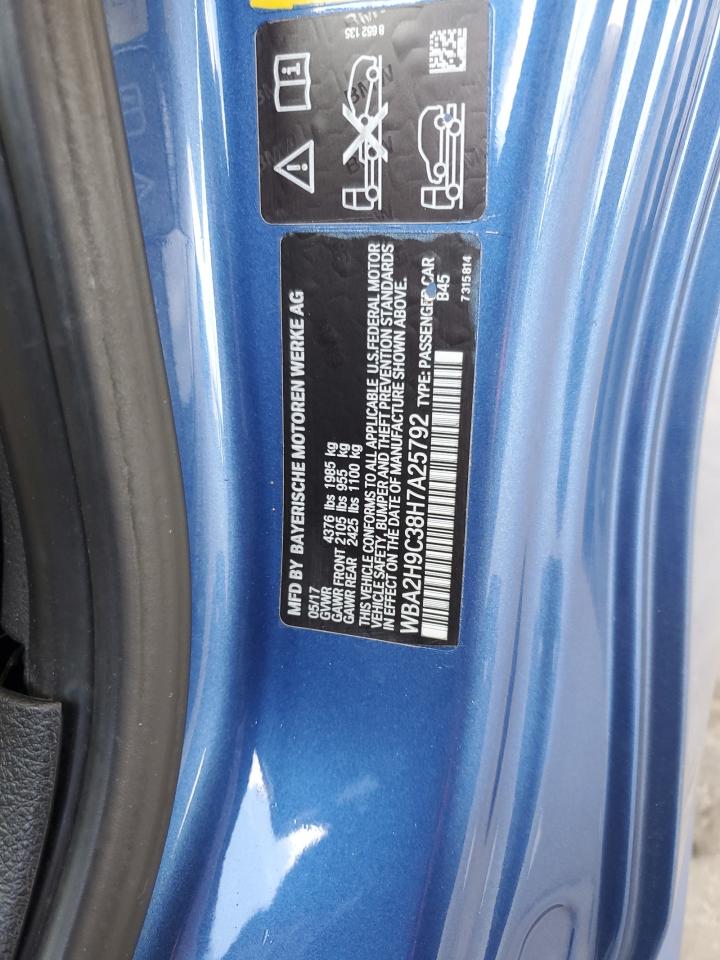 8 652 135
MFD BY BAYERISCHE MOTOREN WERKE AG
05/17
GVWR 4376 lbs 1985 kg
GAWR FRONT 2105 lbs 955 kg
GAWR REAR 2425 lbs 1100 kg
THIS VEHICLE CONFORMS TO ALL APPLICABLE U.S. FEDERAL MOTOR
VEHICLE SAFETY, BUMPER AND THEFT PREVENTION STANDARDS
IN EFFECT ON THE DATE OF MANUFACTURE SHOWN ABOVE.
WBA2H9C38H7A25792 TYPE: PASSENGER CAR
B45
7 315 814